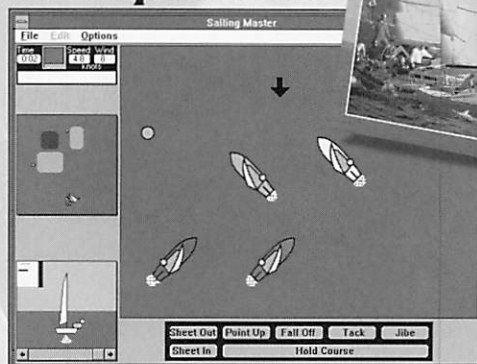 Sailing Master
File Edit Options
Time Speed Wind
0:02 4.8 8
Knots
Sheet Out Point Up Fall Off Tack Jibe
Sheet In Hold Course